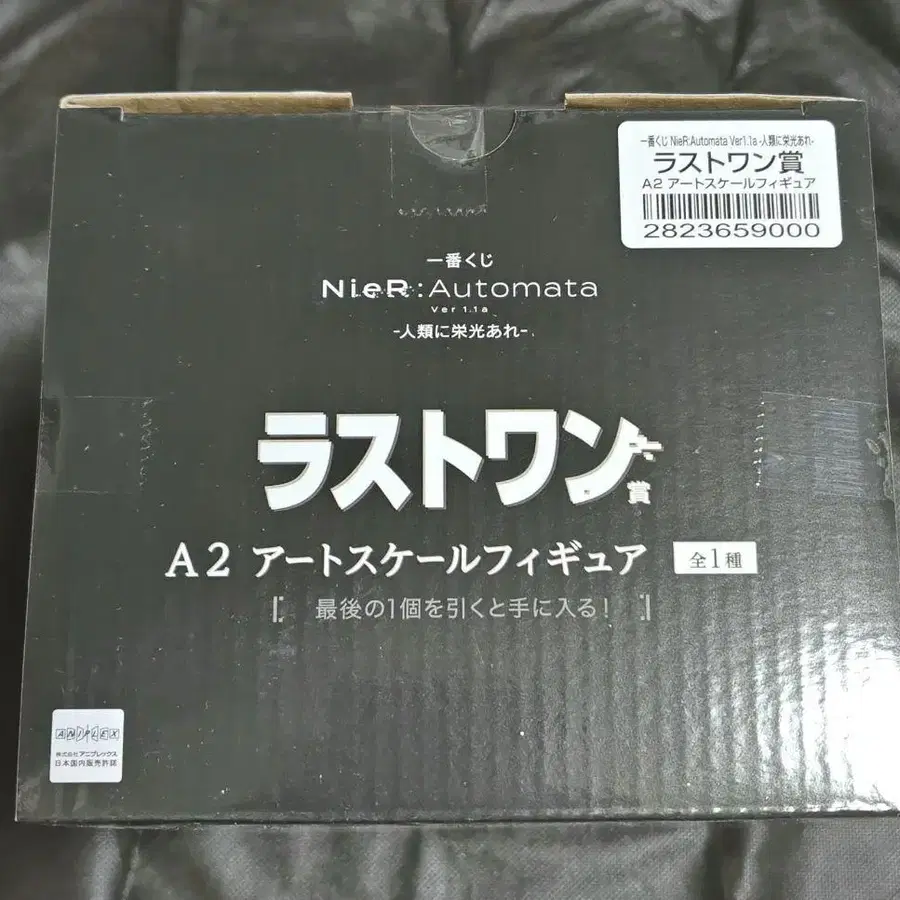 一番くじ NieR:Automata Ver1.1a -人類に栄光あれ-
ラストワン賞
A2 アートスケールフィギュア
2823659000
一番くじ
NieR:Automata
Ver 1.1a
-人類に栄光あれ-
ラストワン賞
A2 アートスケールフィギュア 全1種
最後の1個を引くと手に入る!
ANIPLEX
株式会社アニプレックス
日本国内販売許諾